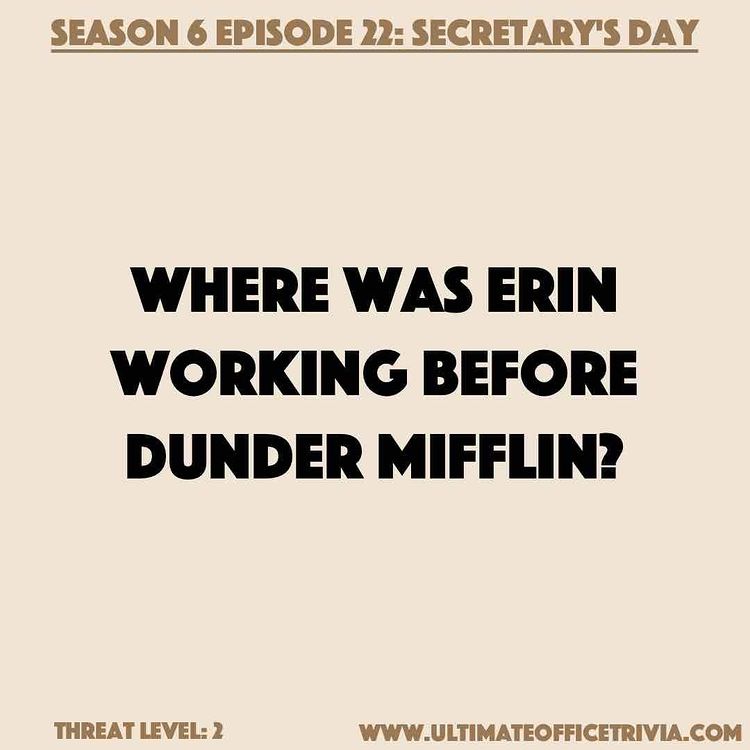 SEASON 6 EPISODE 22: SECRETARY'S DAY
WHERE WAS ERIN
WORKING BEFORE
DUNDER MIFFLIN?
THREAT LEVEL: 2
WWW.ULTIMATEOFFICETRIVIA.COM